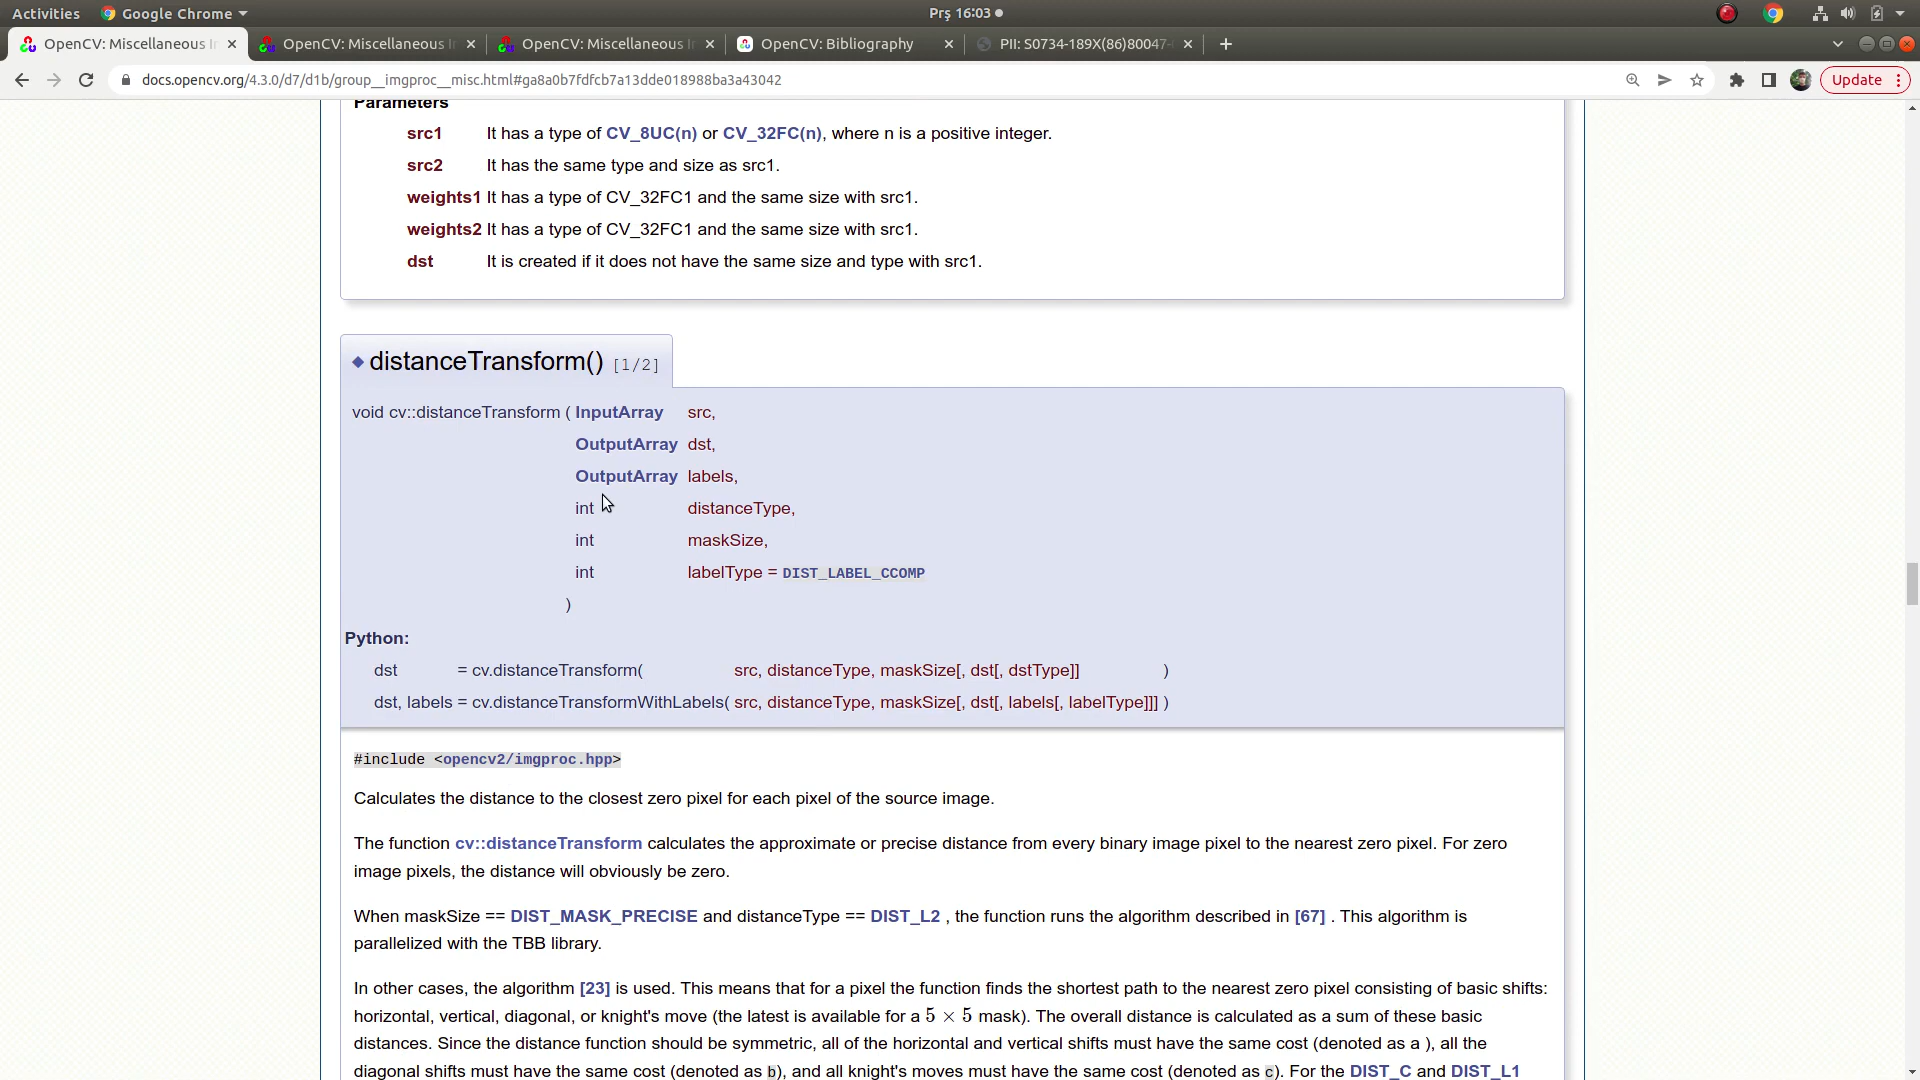 Activities Google Chrome Prş 16:03
OpenCV: Miscellaneous I OpenCV: Miscellaneous I OpenCV: Miscellaneous I OpenCV: Bibliography PII: S0734-189X(86)80047-
docs.opencv.org/4.3.0/d7/d1b/group__imgproc__misc.html#ga8a0b7fdfcb7a13dde018988ba3a43042 Update
Parameters
src1 It has a type of CV_8UC(n) or CV_32FC(n), where n is a positive integer.
src2 It has the same type and size as src1.
weights1 It has a type of CV_32FC1 and the same size with src1.
weights2 It has a type of CV_32FC1 and the same size with src1.
dst It is created if it does not have the same size and type with src1.
◆ distanceTransform() [1/2]
void cv::distanceTransform ( InputArray src,
OutputArray dst,
OutputArray labels,
int distanceType,
int maskSize,
int labelType = DIST_LABEL_CCOMP
)
Python:
dst = cv.distanceTransform( src, distanceType, maskSize[, dst[, dstType]] )
dst, labels = cv.distanceTransformWithLabels( src, distanceType, maskSize[, dst[, labels[, labelType]]] )
#include <opencv2/imgproc.hpp>
Calculates the distance to the closest zero pixel for each pixel of the source image.
The function cv::distanceTransform calculates the approximate or precise distance from every binary image pixel to the nearest zero pixel. For zero
image pixels, the distance will obviously be zero.
When maskSize == DIST_MASK_PRECISE and distanceType == DIST_L2 , the function runs the algorithm described in [67] . This algorithm is
parallelized with the TBB library.
In other cases, the algorithm [23] is used. This means that for a pixel the function finds the shortest path to the nearest zero pixel consisting of basic shifts:
horizontal, vertical, diagonal, or knight's move (the latest is available for a 5 × 5 mask). The overall distance is calculated as a sum of these basic
distances. Since the distance function should be symmetric, all of the horizontal and vertical shifts must have the same cost (denoted as a ), all the
diagonal shifts must have the same cost (denoted as b), and all knight's moves must have the same cost (denoted as c). For the DIST_C and DIST_L1